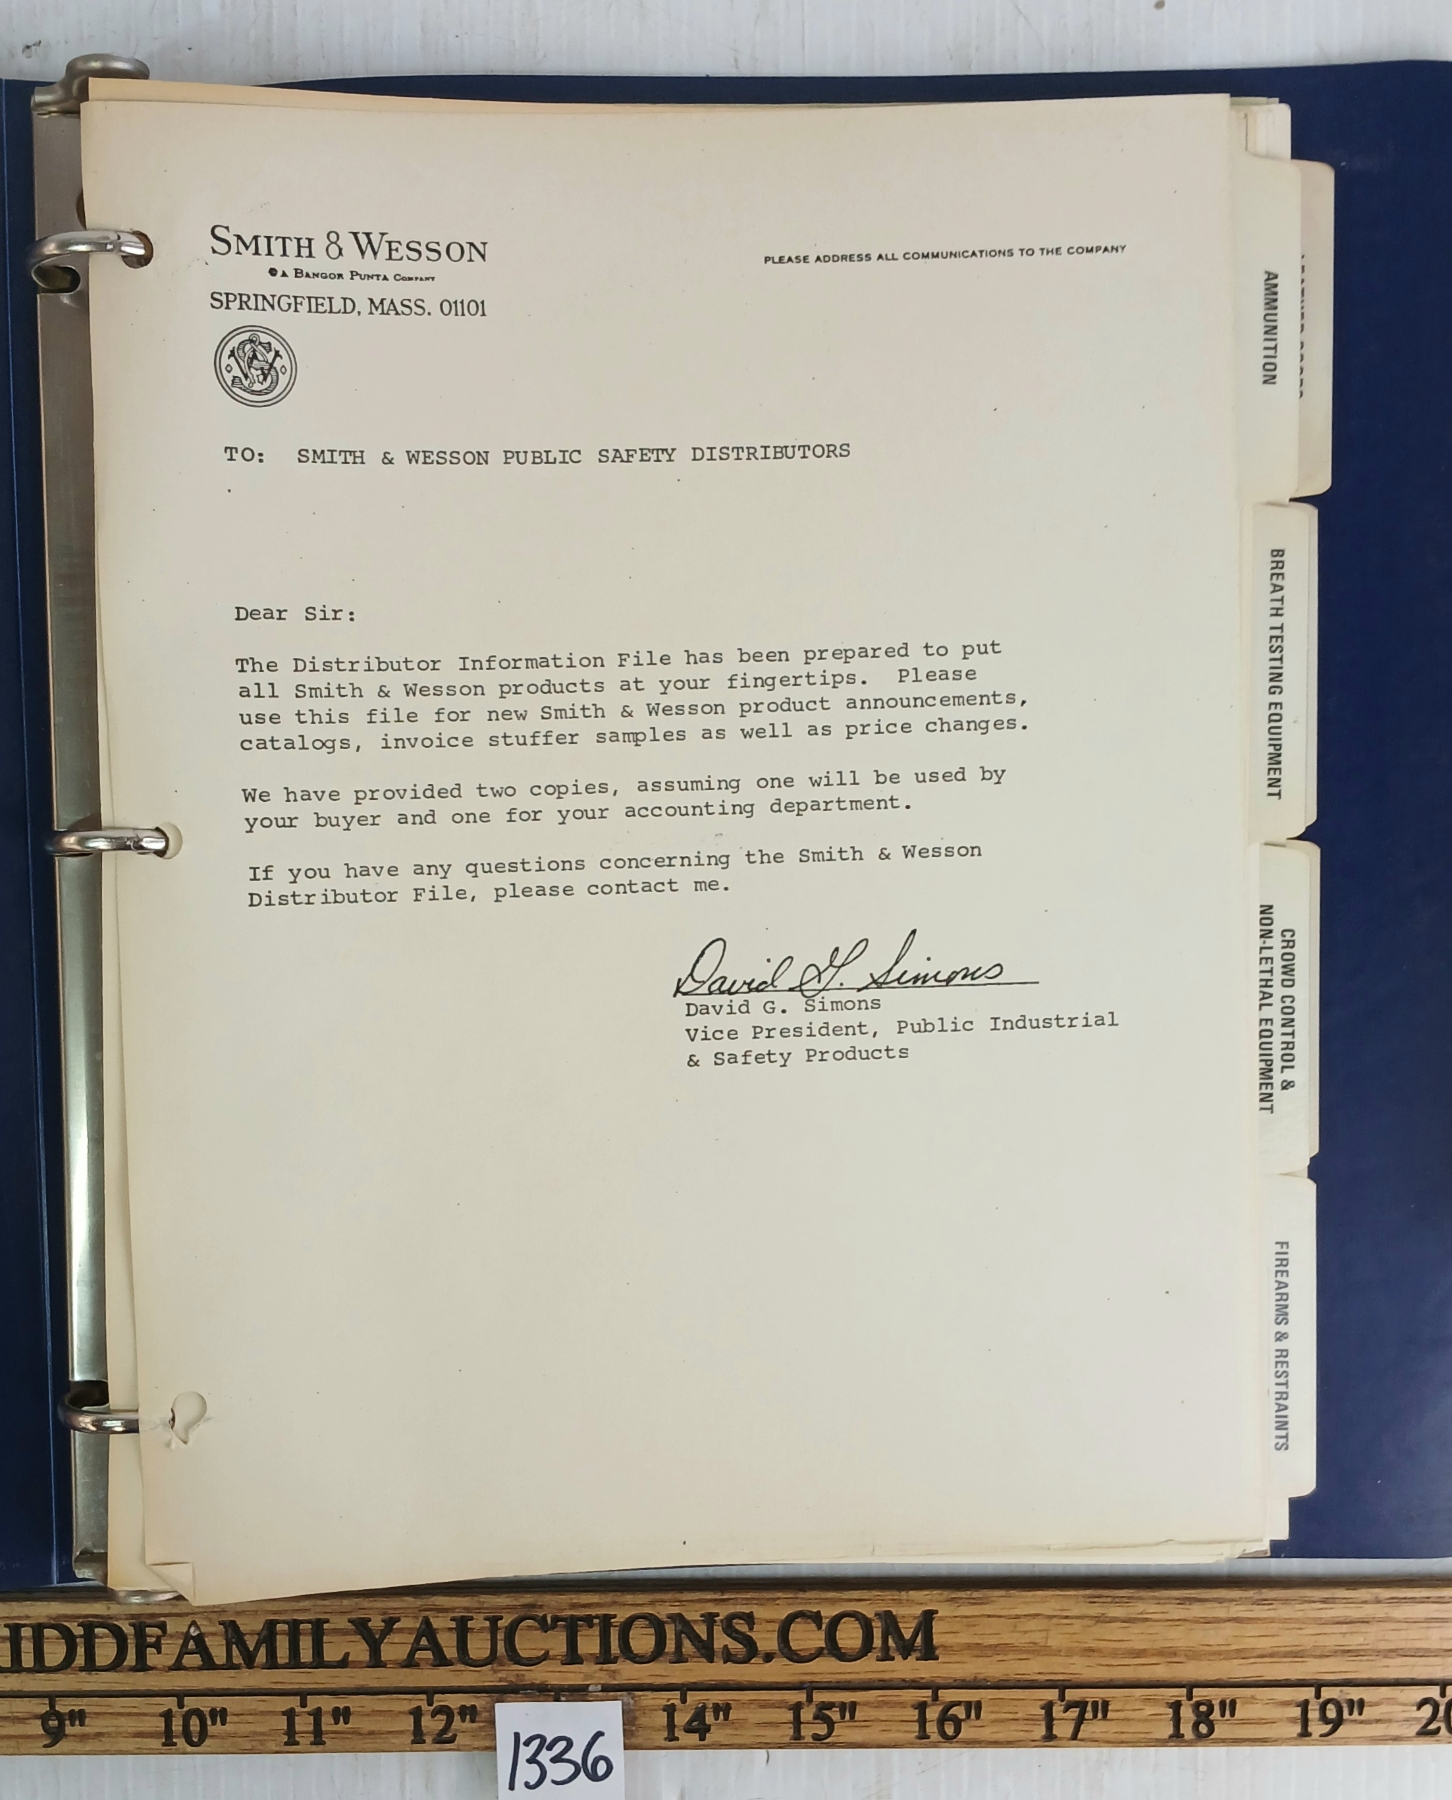 SMITH & WESSON
A BANGOR PUNTA COMPANY
SPRINGFIELD, MASS. 01101
PLEASE ADDRESS ALL COMMUNICATIONS TO THE COMPANY
TO: SMITH & WESSON PUBLIC SAFETY DISTRIBUTORS
Dear Sir:
The Distributor Information File has been prepared to put
all Smith & Wesson products at your fingertips. Please
use this file for new Smith & Wesson product announcements,
catalogs, invoice stuffer samples as well as price changes.
We have provided two copies, assuming one will be used by
your buyer and one for your accounting department.
If you have any questions concerning the Smith & Wesson
Distributor File, please contact me.
David G. Simons
David G. Simons
Vice President, Public Industrial
& Safety Products
AMMUNITION
BREATH TESTING EQUIPMENT
CROWD CONTROL &
NON-LETHAL EQUIPMENT
FIREARMS & RESTRAINTS
IDDFAMILYAUCTIONS.COM
9" 10" 11" 12" 14" 15" 16" 17" 18" 19" 20
1336